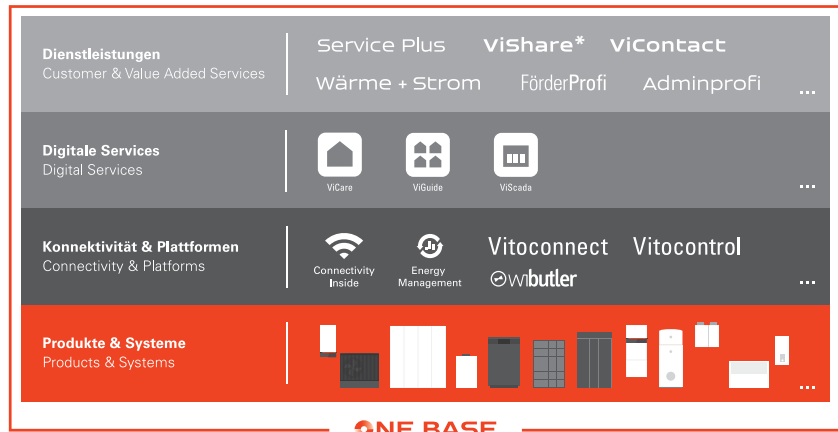 Dienstleistungen
Customer & Value Added Services
Service Plus ViShare* ViContact
Wärme + Strom FörderProfi Adminprofi ...
Digitale Services
Digital Services
ViCare ViGuide ViScada ...
Konnektivität & Plattformen
Connectivity & Platforms
Connectivity Inside
Energy Management
Vitoconnect Vitocontrol
wibutler ...
Produkte & Systeme
Products & Systems ...
ONE BASE